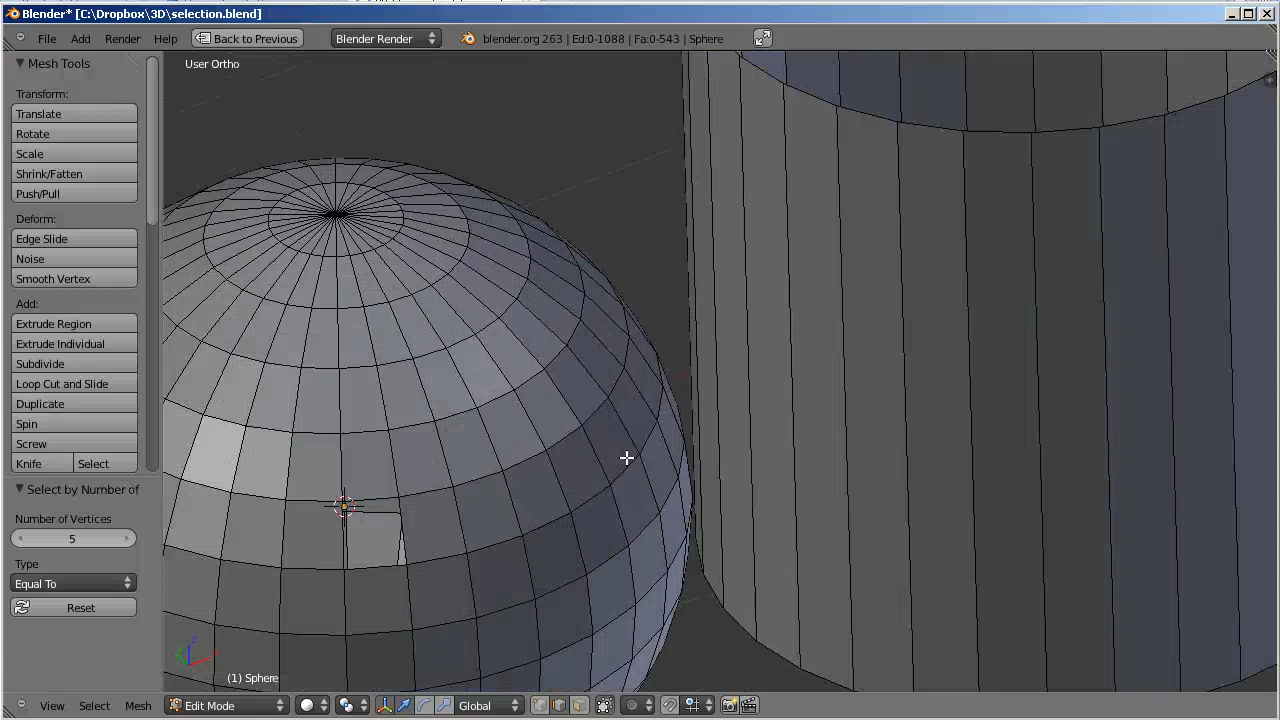 Blender* [C:\Dropbox\3D\selection.blend]
File Add Render Help Back to Previous Blender Render blender.org 263 | Ed:0-1088 | Fa:0-543 | Sphere
Mesh Tools
User Ortho
Transform:
Translate
Rotate
Scale
Shrink/Fatten
Push/Pull
Deform:
Edge Slide
Noise
Smooth Vertex
Add:
Extrude Region
Extrude Individual
Subdivide
Loop Cut and Slide
Duplicate
Spin
Screw
Knife Select
Select by Number of
Number of Vertices
5
Type
Equal To
Reset
(1) Sphere
View Select Mesh Edit Mode Global